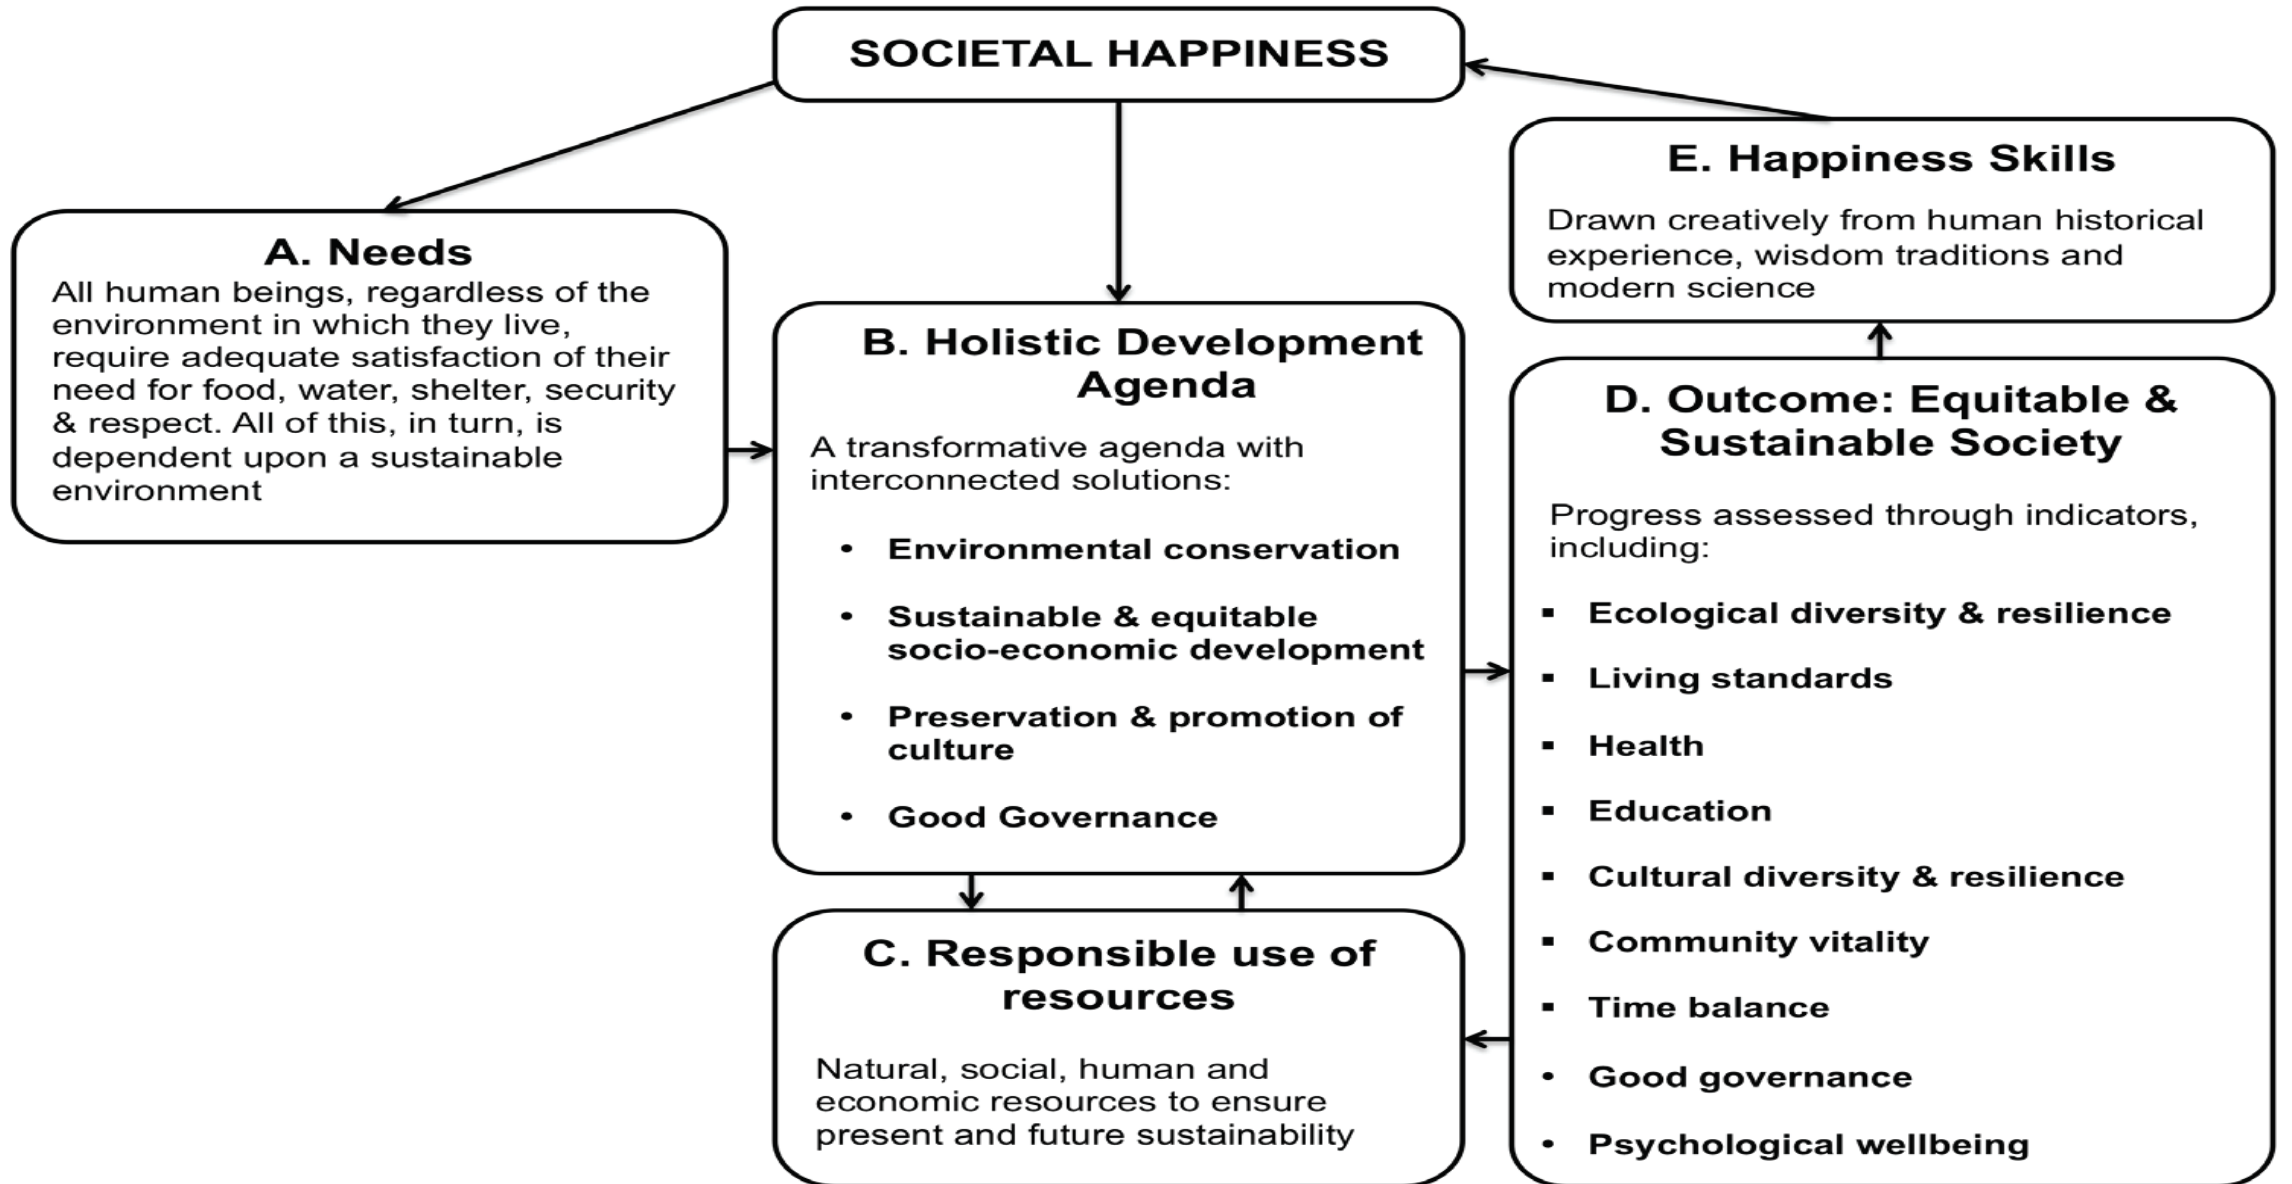 SOCIETAL HAPPINESS
A. Needs
All human beings, regardless of the
environment in which they live,
require adequate satisfaction of their
need for food, water, shelter, security
& respect. All of this, in turn, is
dependent upon a sustainable
environment
B. Holistic Development
Agenda
A transformative agenda with
interconnected solutions:
• Environmental conservation
• Sustainable & equitable
socio-economic development
• Preservation & promotion of
culture
• Good Governance
C. Responsible use of
resources
Natural, social, human and
economic resources to ensure
present and future sustainability
D. Outcome: Equitable &
Sustainable Society
Progress assessed through indicators,
including:
▪ Ecological diversity & resilience
▪ Living standards
▪ Health
▪ Education
▪ Cultural diversity & resilience
▪ Community vitality
▪ Time balance
• Good governance
• Psychological wellbeing
E. Happiness Skills
Drawn creatively from human historical
experience, wisdom traditions and
modern science